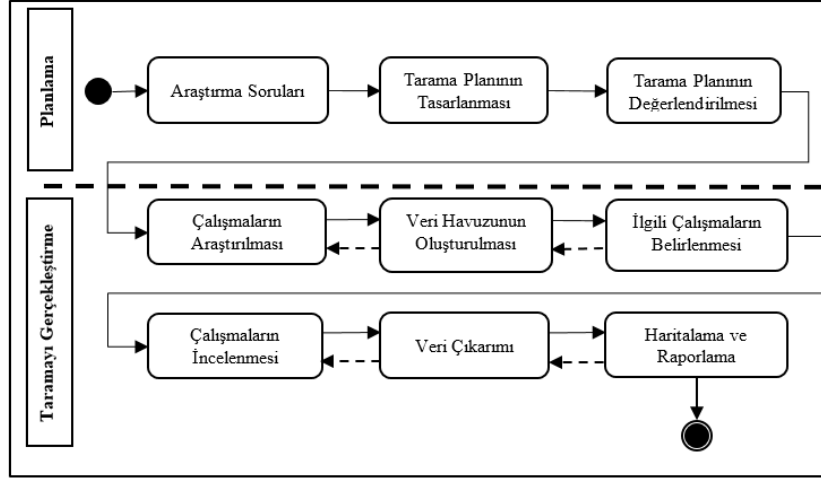 Planlama
Araştırma Soruları
Tarama Planının
Tasarlanması
Tarama Planının
Değerlendirilmesi
Taramayı Gerçekleştirme
Çalışmaların
Araştırılması
Veri Havuzunun
Oluşturulması
İlgili Çalışmaların
Belirlenmesi
Çalışmaların
İncelenmesi
Veri Çıkarımı
Haritalama ve
Raporlama